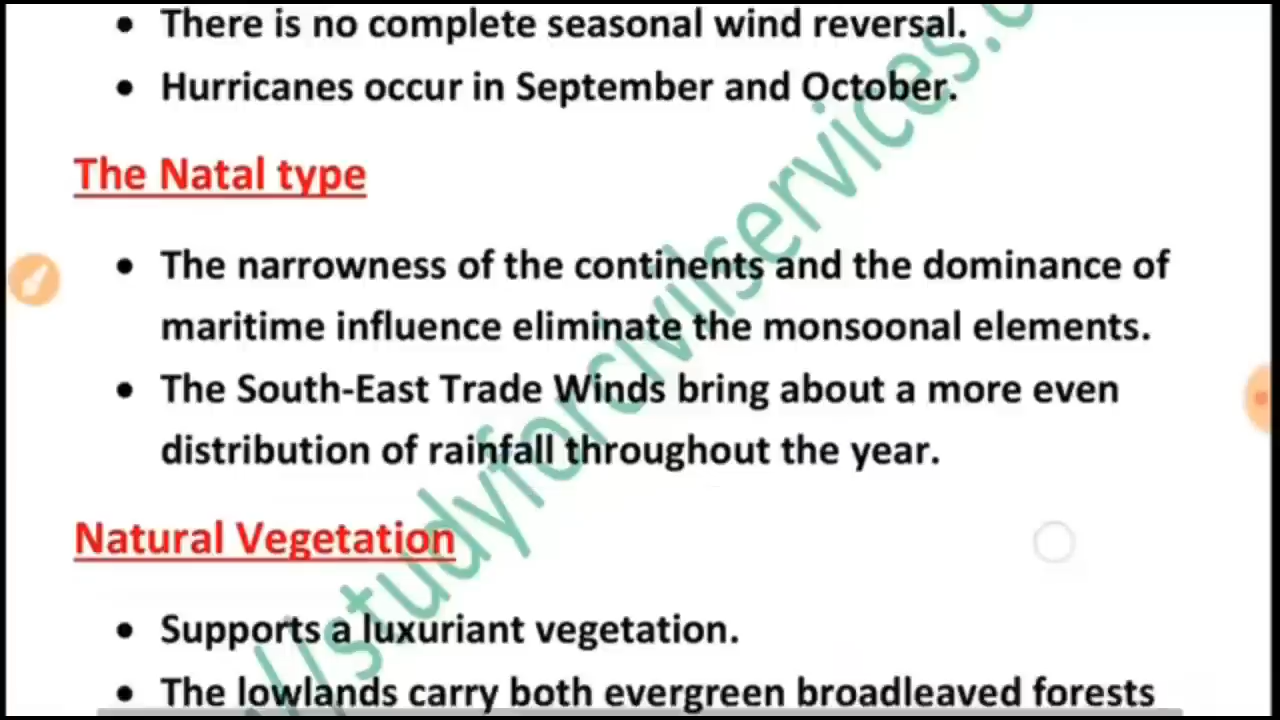 • There is no complete seasonal wind reversal.
• Hurricanes occur in September and October.
The Natal type
• The narrowness of the continents and the dominance of
maritime influence eliminate the monsoonal elements.
• The South-East Trade Winds bring about a more even
distribution of rainfall throughout the year.
Natural Vegetation
• Supports a luxuriant vegetation.
• The lowlands carry both evergreen broadleaved forests
//studyforcivilservices.